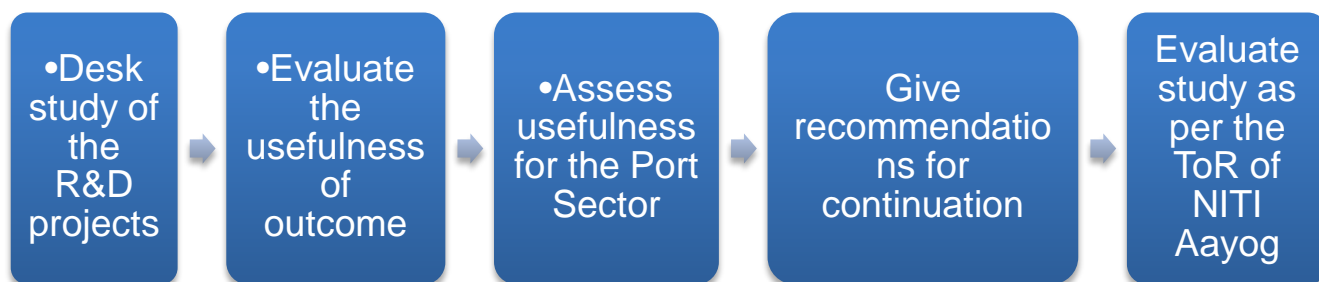 •Desk
study of
the
R&D
projects
•Evaluate
the
usefulness
of
outcome
•Assess
usefulness
for the Port
Sector
Give
recommendatio
ns for
continuation
Evaluate
study as
per the
ToR of
NITI
Aayog